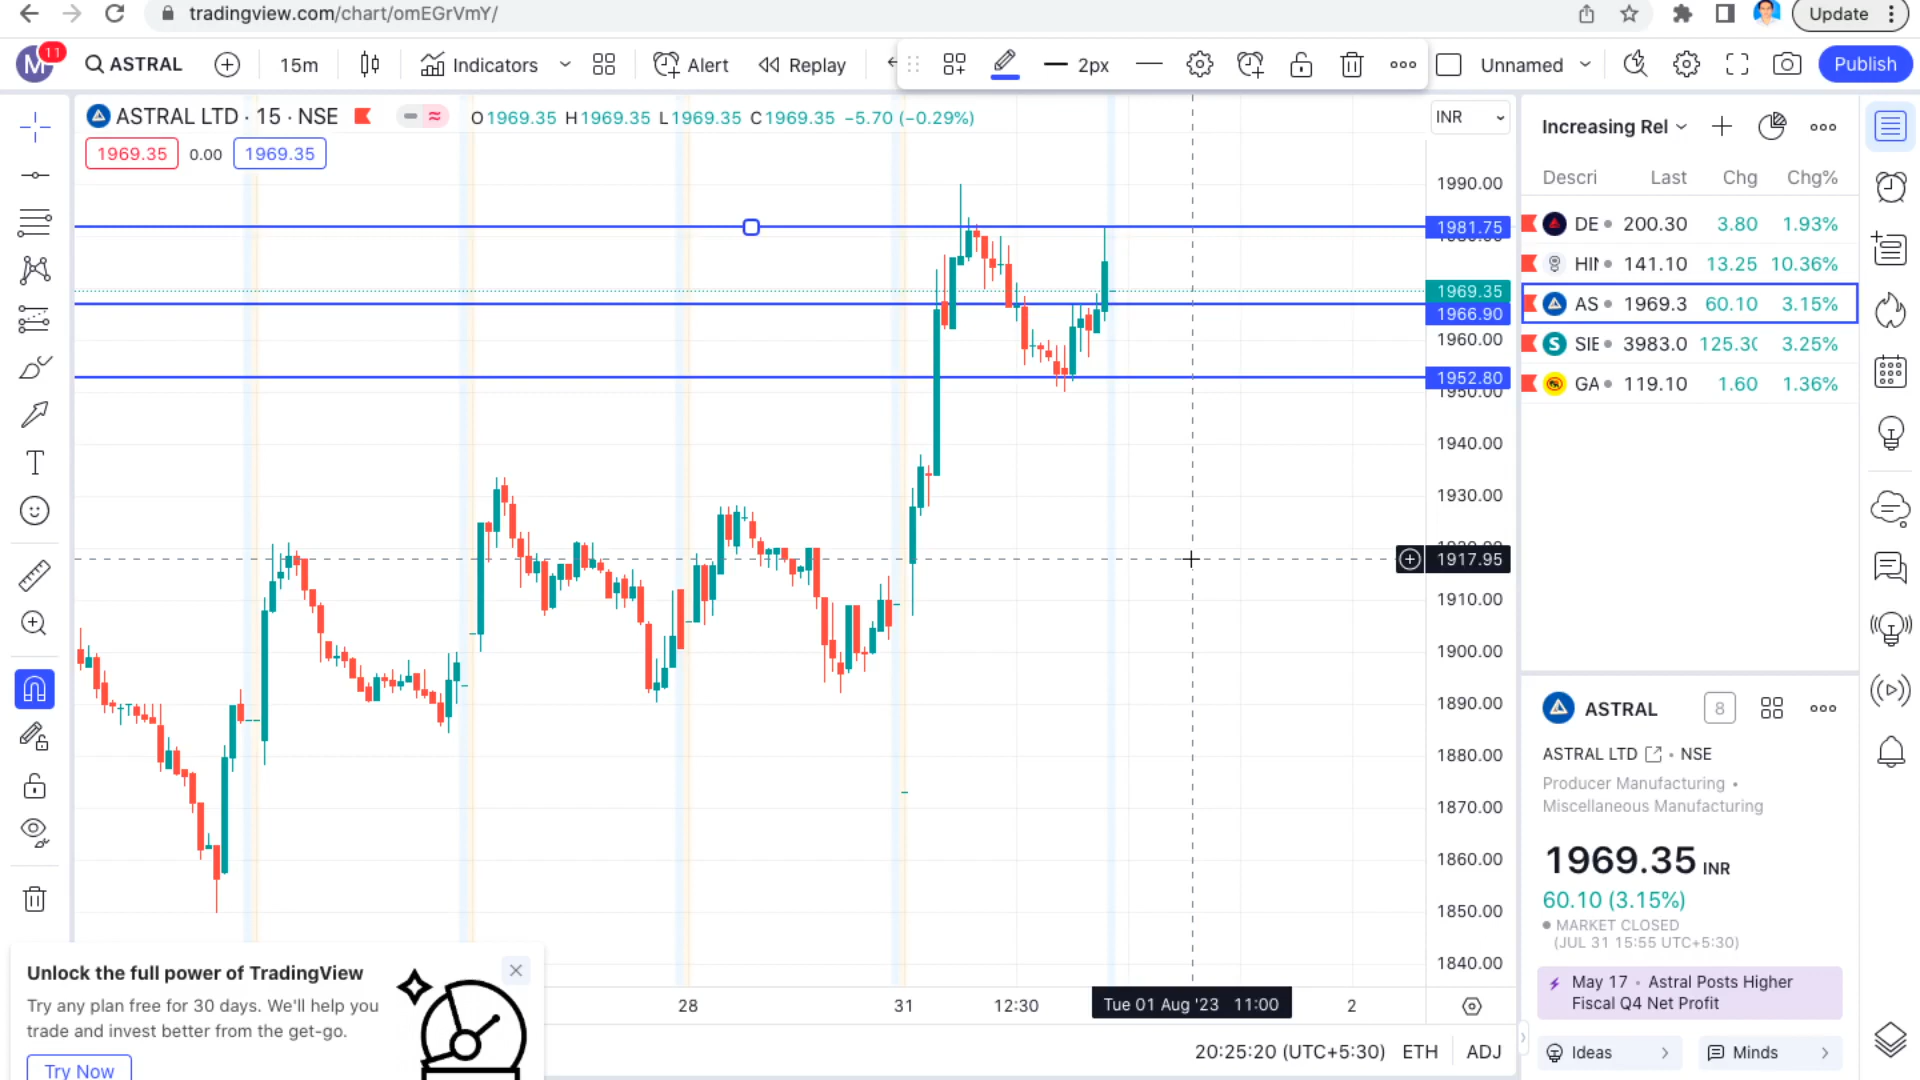 tradingview.com/chart/omEGrVmY/
Update
M 11
ASTRAL
15m
Indicators
Alert
Replay
2px
Unnamed
Publish
ASTRAL LTD · 15 · NSE
O1969.35 H1969.35 L1969.35 C1969.35 −5.70 (−0.29%)
1969.35 0.00 1969.35
INR
1990.00
1981.75
1969.35
1966.90
1960.00
1952.80
1950.00
1940.00
1930.00
1917.95
1910.00
1900.00
1890.00
1880.00
1870.00
1860.00
1850.00
1840.00
28
31
12:30
Tue 01 Aug '23 11:00
2
20:25:20 (UTC+5:30) ETH ADJ
Unlock the full power of TradingView
Try any plan free for 30 days. We'll help you
trade and invest better from the get-go.
Try Now
Increasing Rel
Descri Last Chg Chg%
DE 200.30 3.80 1.93%
HIN 141.10 13.25 10.36%
AS 1969.3 60.10 3.15%
S SIE 3983.0 125.30 3.25%
GA 119.10 1.60 1.36%
ASTRAL 8
ASTRAL LTD • NSE
Producer Manufacturing •
Miscellaneous Manufacturing
1969.35 INR
60.10 (3.15%)
MARKET CLOSED
(JUL 31 15:55 UTC+5:30)
May 17 • Astral Posts Higher
Fiscal Q4 Net Profit
Ideas
Minds